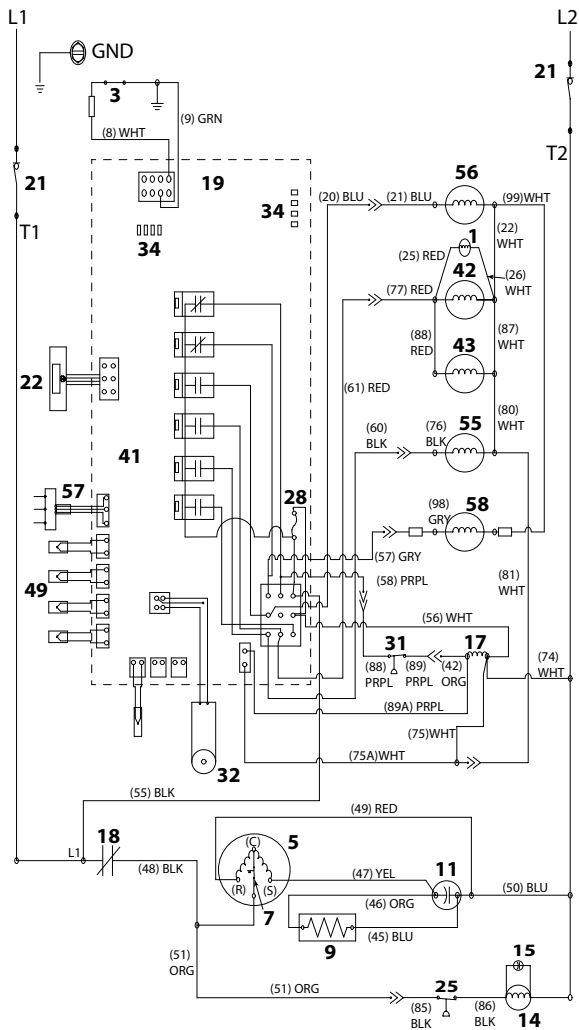 L1
L2
GND
21
3
(9) GRN
(8) WHT
T2
19
56
21
34
(20) BLU
(21) BLU
(99)WHT
T1
34
(22)
WHT
1
(25) RED
42
(26)
WHT
(77) RED
(88)
RED
43
(87)
WHT
22
(61) RED
(80)
WHT
(60)
BLK
(76)
BLK
55
41
57
28
(98)
GRY
58
(57) GRY
49
(58) PRPL
(81)
WHT
(56) WHT
31
17
(88)
PRPL
(89)
PRPL
(42)
ORG
(74)
WHT
(89A) PRPL
(75)WHT
32
(75A)WHT
(55) BLK
(49) RED
18
5
L1
(C)
(48) BLK
(47) YEL
11
(R)
(S)
(46) ORG
(50) BLU
7
9
(45) BLU
(51)
ORG
15
(51) ORG
25
(85)
BLK
(86)
BLK
14